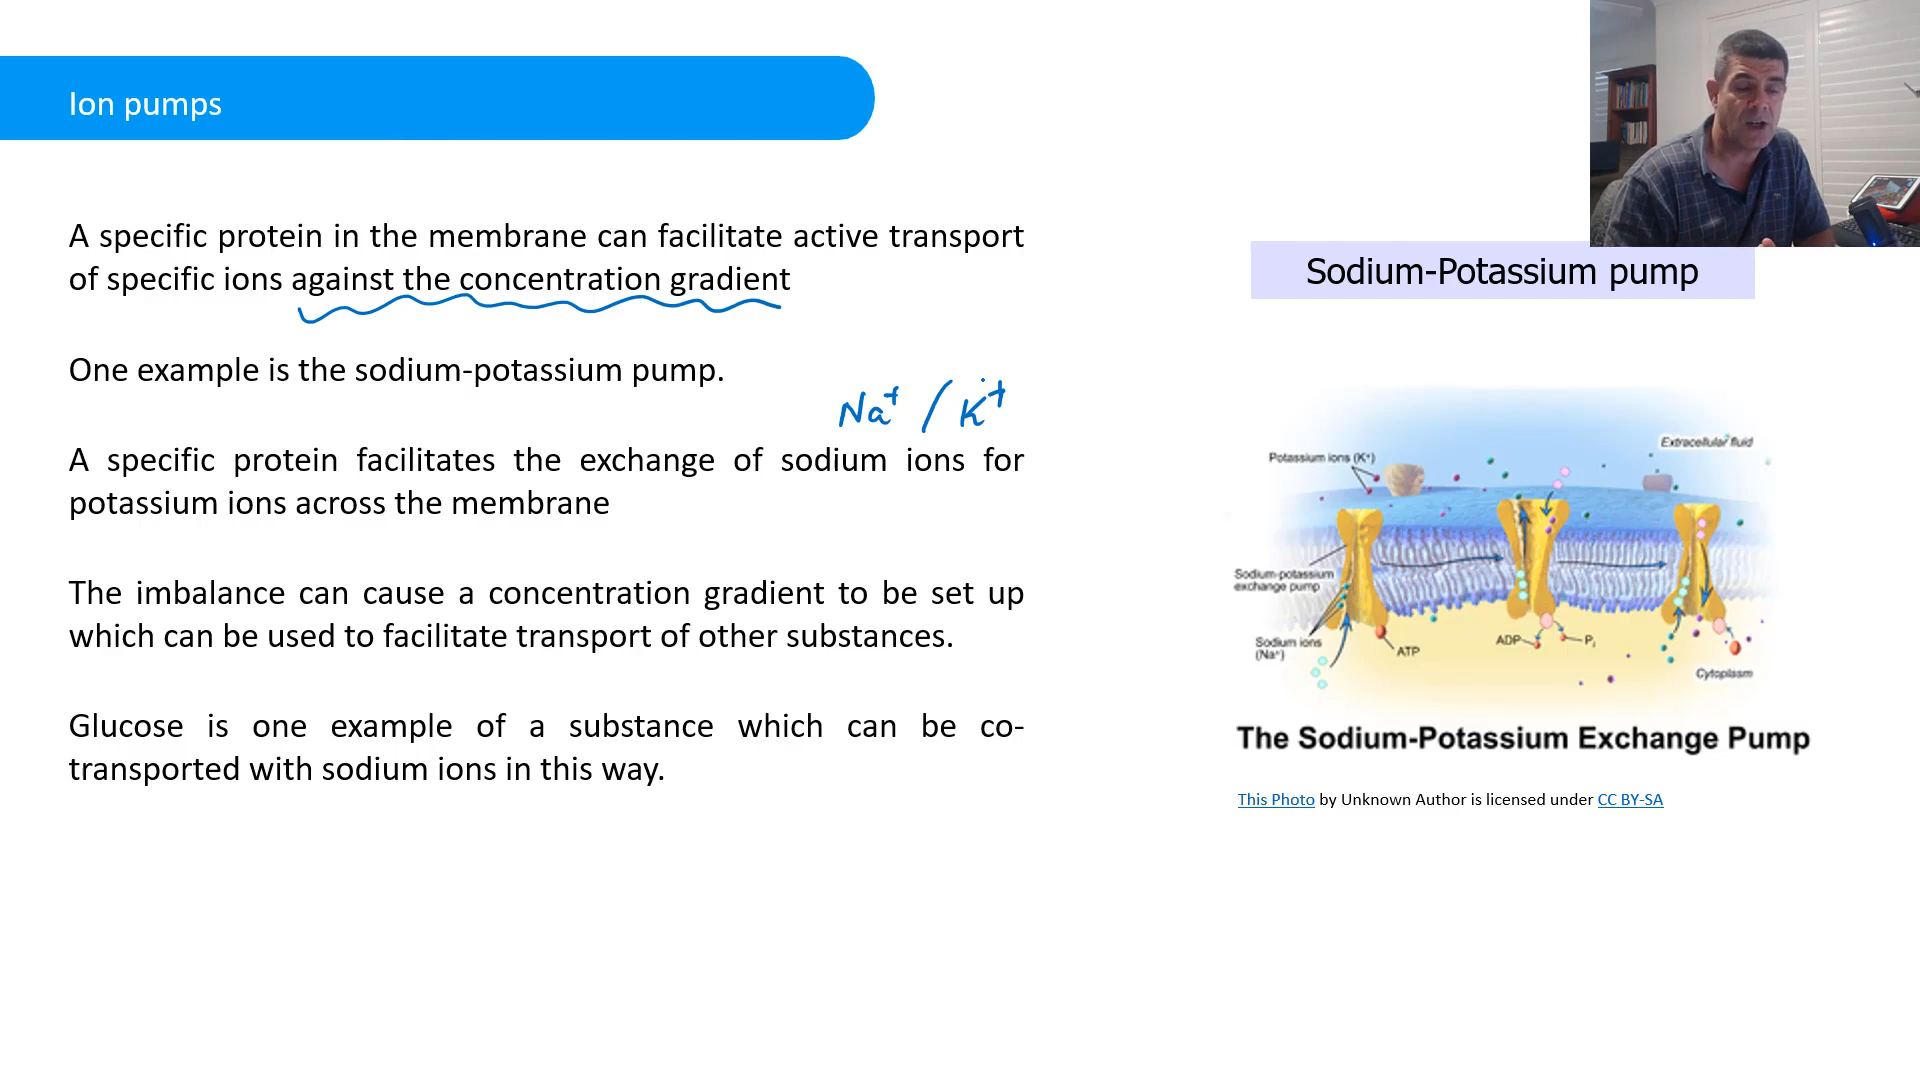 Ion pumps
A specific protein in the membrane can facilitate active transport
of specific ions against the concentration gradient
One example is the sodium-potassium pump.
Na⁺ / K⁺
A specific protein facilitates the exchange of sodium ions for
potassium ions across the membrane
The imbalance can cause a concentration gradient to be set up
which can be used to facilitate transport of other substances.
Glucose is one example of a substance which can be co-
transported with sodium ions in this way.
Sodium-Potassium pump
Extracellular fluid
Potassium ions (K⁺)
Sodium-potassium
exchange pump
Sodium ions
(Na⁺)
ATP
ADP
Pi
Cytoplasm
The Sodium-Potassium Exchange Pump
This Photo by Unknown Author is licensed under CC BY-SA